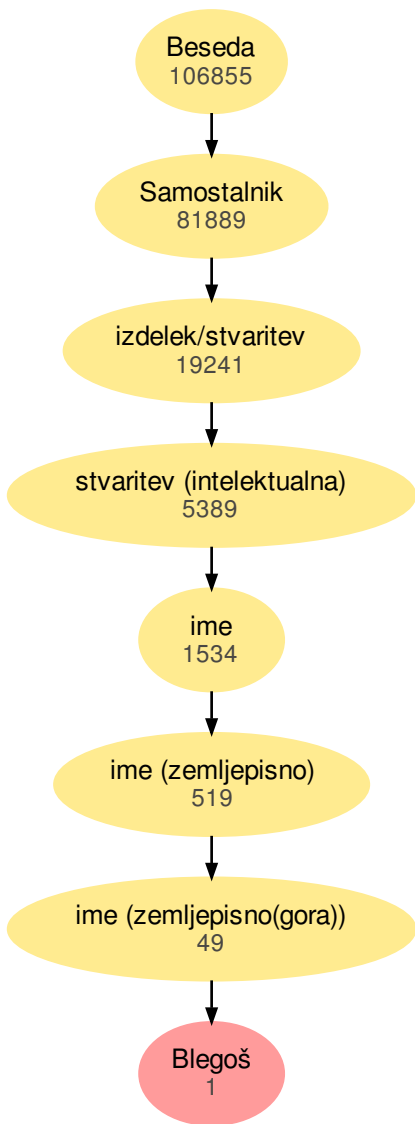 Beseda
106855
Samostalnik
81889
izdelek/stvaritev
19241
stvaritev (intelektualna)
5389
ime
1534
ime (zemljepisno)
519
ime (zemljepisno(gora))
49
Blegoš
1